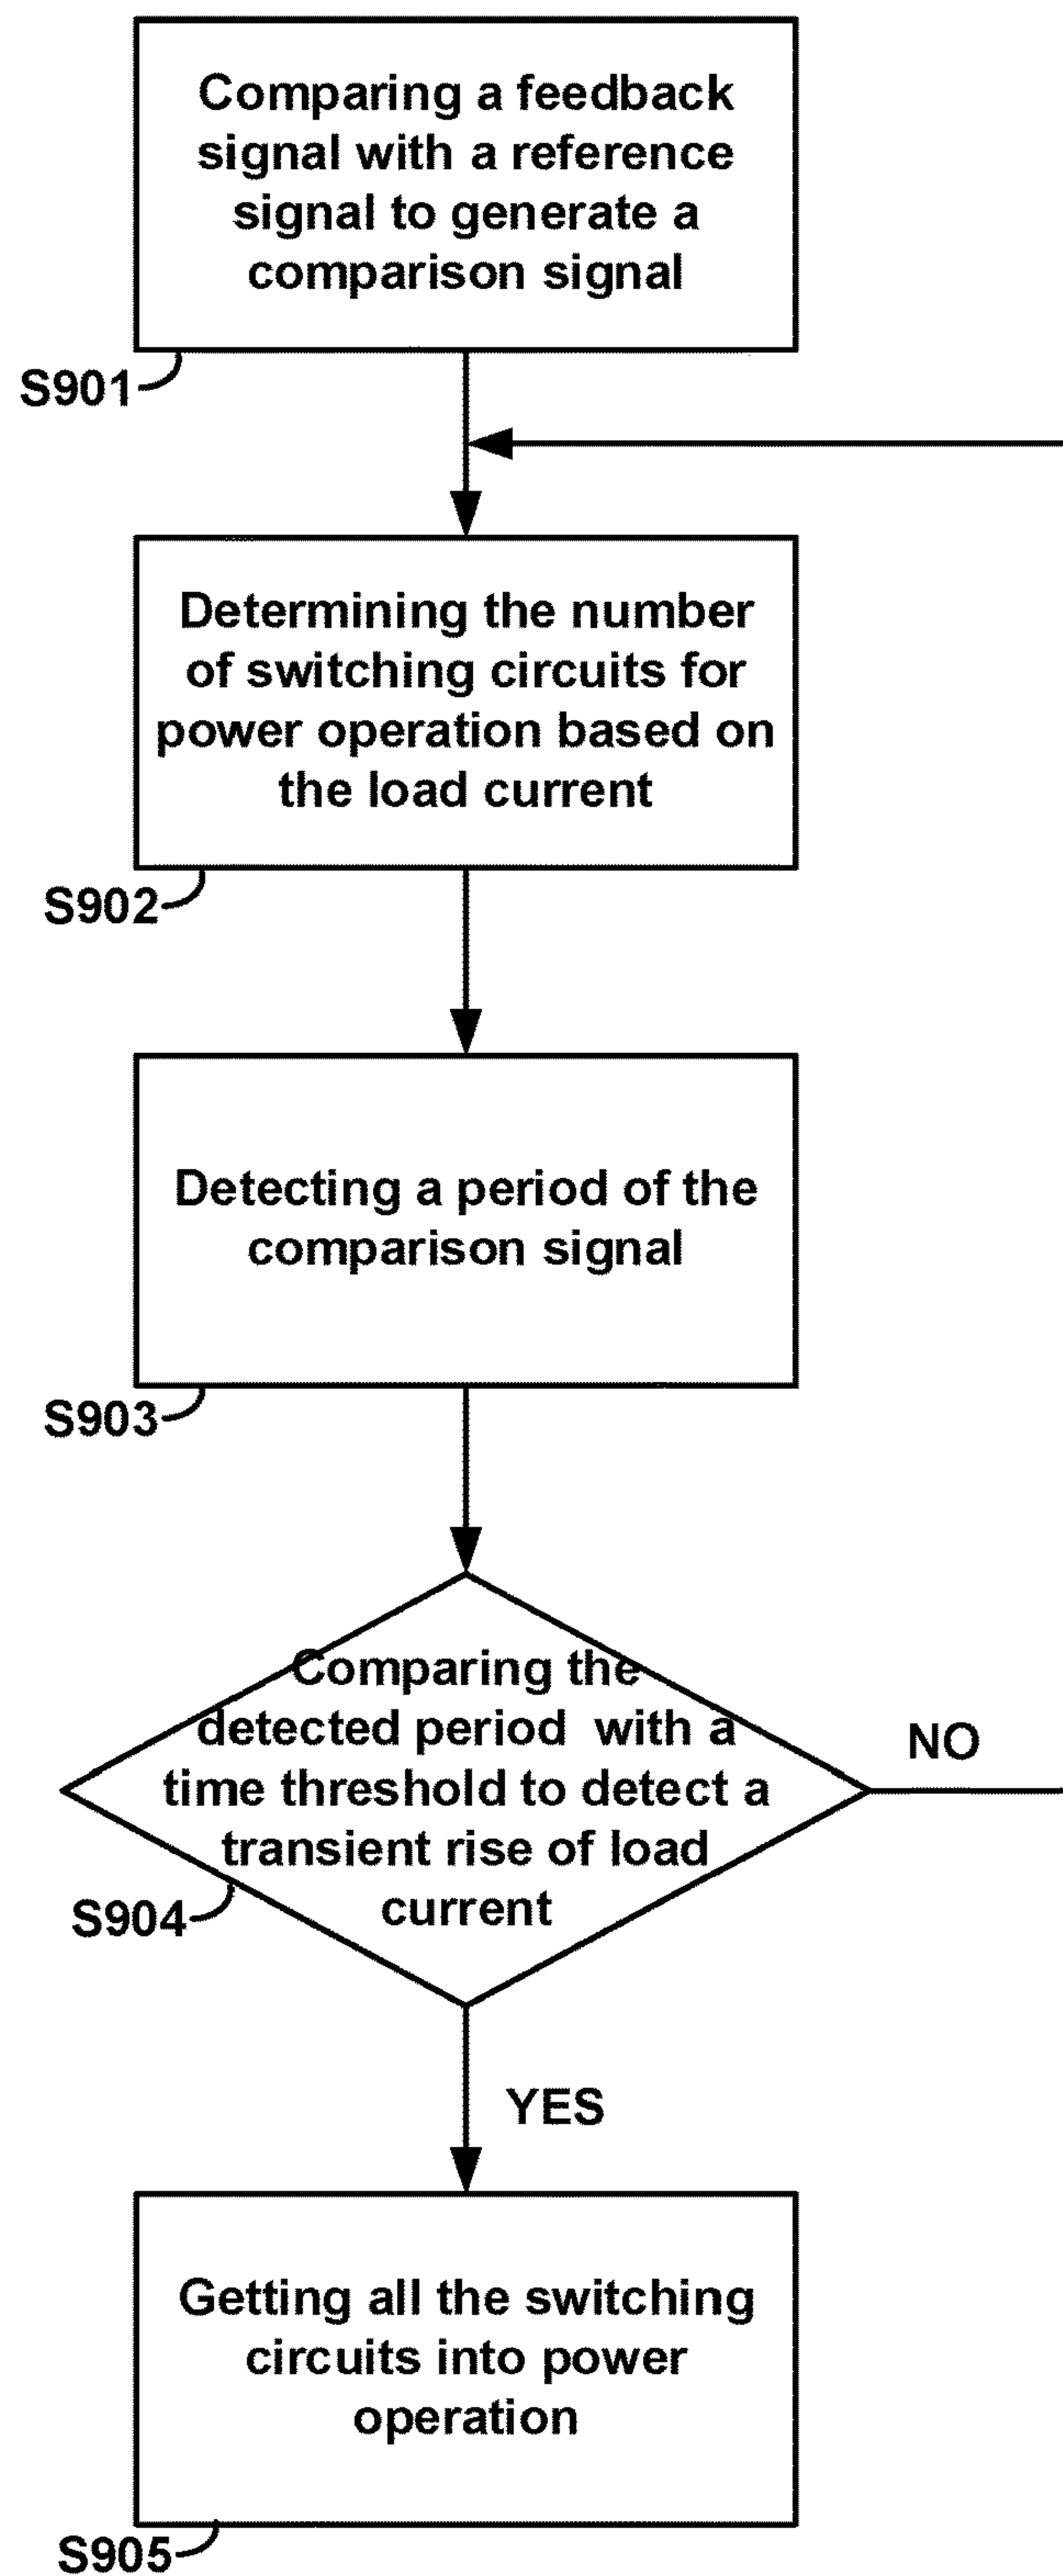 Comparing a feedback
signal with a reference
signal to generate a
comparison signal
S901
Determining the number
of switching circuits for
power operation based on
the load current
S902
Detecting a period of the
comparison signal
S903
Comparing the
detected period with a
time threshold to detect a
transient rise of load
current
NO
S904
YES
Getting all the switching
circuits into power
operation
S905